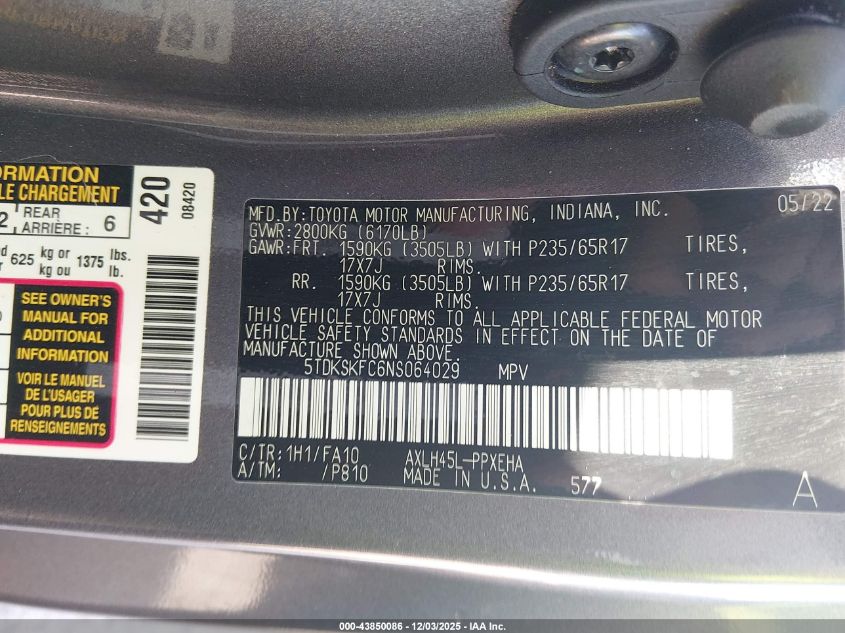 ORMATION
LE CHARGEMENT
2 REAR ARRIÈRE: 6
625 kg or kg ou 1375 lbs. lb.
SEE OWNER'S
MANUAL FOR
ADDITIONAL
INFORMATION
VOIR LE MANUEL
DE L'USAGER
POUR PLUS DE
RENSEIGNEMENTS
420
08420
MFD.BY:TOYOTA MOTOR MANUFACTURING, INDIANA, INC. 05/22
GVWR:2800KG (6170LB)
GAWR:FRT. 1590KG (3505LB) WITH P235/65R17 TIRES,
17X7J RIMS.
RR. 1590KG (3505LB) WITH P235/65R17 TIRES,
17X7J RIMS.
THIS VEHICLE CONFORMS TO ALL APPLICABLE FEDERAL MOTOR
VEHICLE SAFETY STANDARDS IN EFFECT ON THE DATE OF
MANUFACTURE SHOWN ABOVE.
5TDKSKFC6NS064029 MPV
C/TR:1H1/FA10 AXLH45L-PPXEHA
A/TM: /P810 MADE IN U.S.A. 577 A
000-43850086 - 12/03/2025 - IAA Inc.